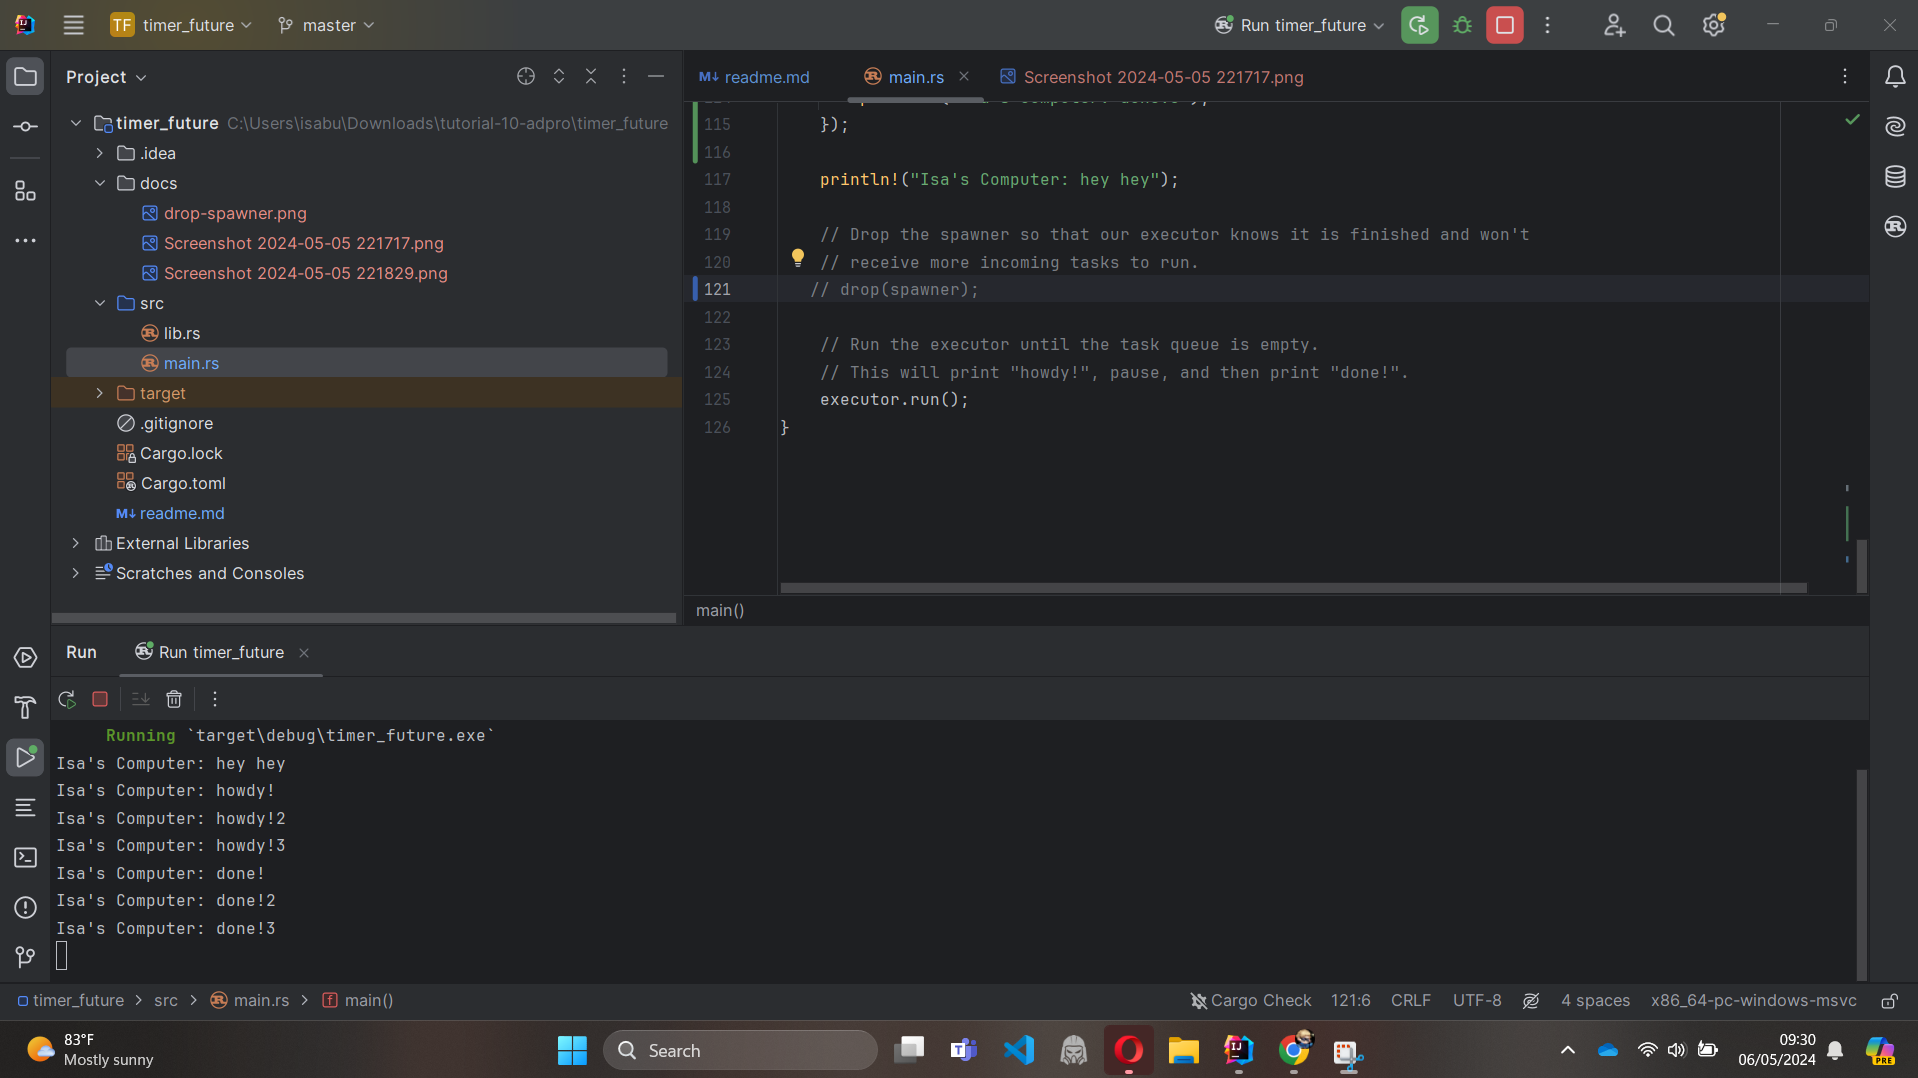 TF timer_future master Run timer_future
Project
timer_future C:\Users\isabu\Downloads\tutorial-10-adpro\timer_future
.idea
docs
drop-spawner.png
Screenshot 2024-05-05 221717.png
Screenshot 2024-05-05 221829.png
src
lib.rs
main.rs
target
.gitignore
Cargo.lock
Cargo.toml
M↓ readme.md
External Libraries
Scratches and Consoles
M↓ readme.md main.rs Screenshot 2024-05-05 221717.png
115 });
116
117 println!("Isa's Computer: hey hey");
118
119 // Drop the spawner so that our executor knows it is finished and won't
120 // receive more incoming tasks to run.
121 // drop(spawner);
122
123 // Run the executor until the task queue is empty.
124 // This will print "howdy!", pause, and then print "done!".
125 executor.run();
126 }
main()
Run Run timer_future
Running `target\debug\timer_future.exe`
Isa's Computer: hey hey
Isa's Computer: howdy!
Isa's Computer: howdy!2
Isa's Computer: howdy!3
Isa's Computer: done!
Isa's Computer: done!2
Isa's Computer: done!3
timer_future > src > main.rs > main() Cargo Check 121:6 CRLF UTF-8 4 spaces x86_64-pc-windows-msvc
83°F
Mostly sunny
Search
09:30
06/05/2024
PRE